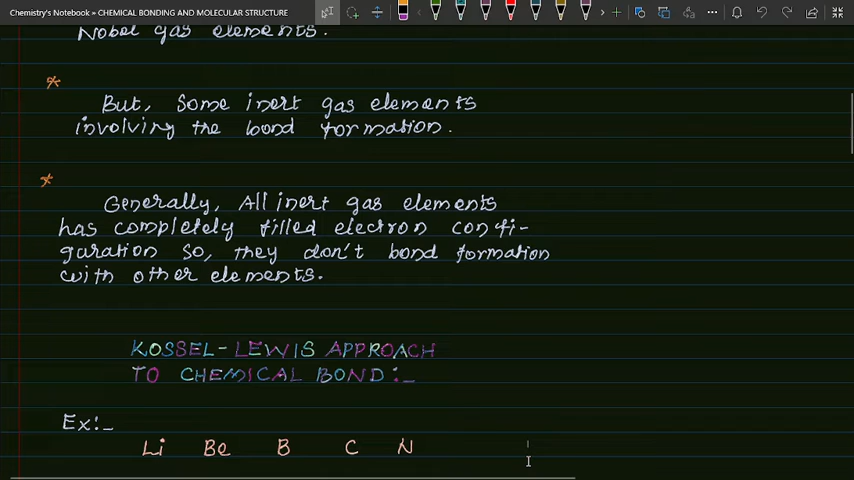 Chemistry's Notebook » CHEMICAL BONDING AND MOLECULAR STRUCTURE
Nobel gas elements.
* But, Some inert gas elements
involving the bond formation.
* Generally, All inert gas elements
has completely filled electron confi-
guration so, they don't bond formation
with other elements.
KOSSEL-LEWIS APPROACH
TO CHEMICAL BOND:-
Ex:-
Li Be B C N